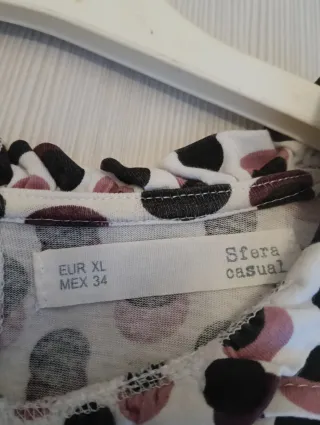 EUR XL
MEX 34
Sfera
casual